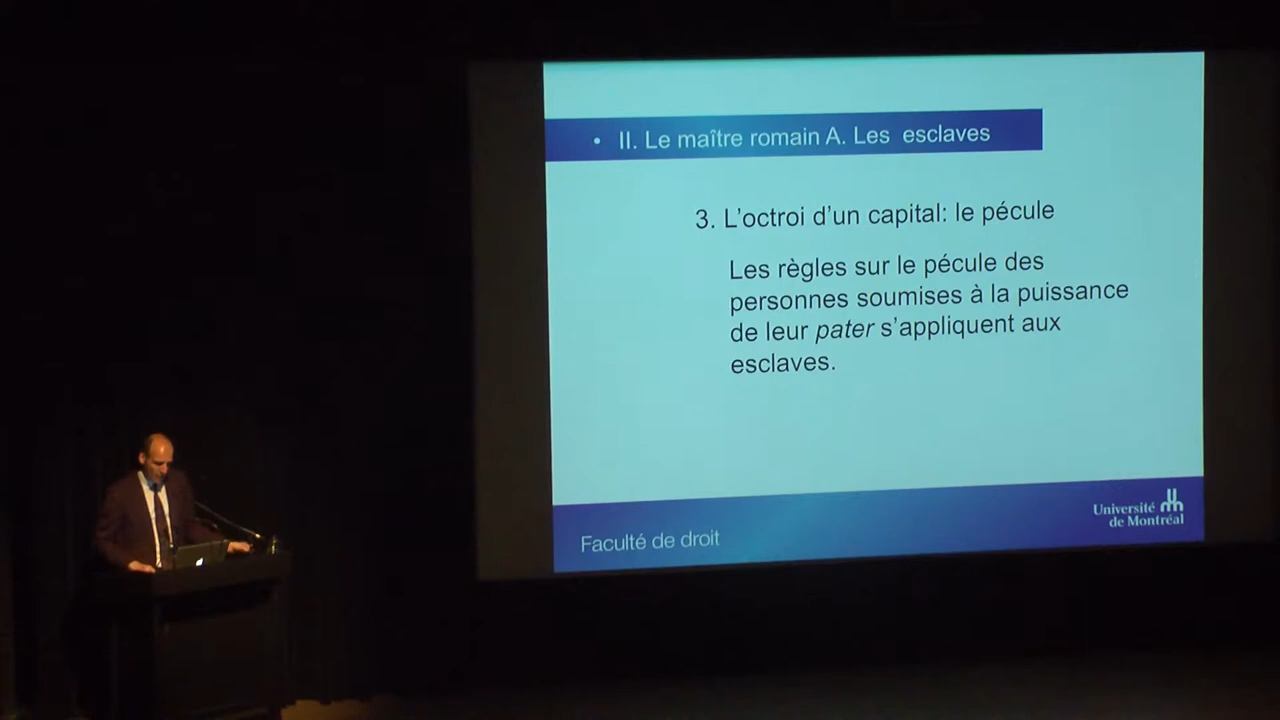 • II. Le maître romain A. Les esclaves
3. L'octroi d'un capital: le pécule
Les règles sur le pécule des
personnes soumises à la puissance
de leur pater s'appliquent aux
esclaves.
Faculté de droit
Université
de Montréal